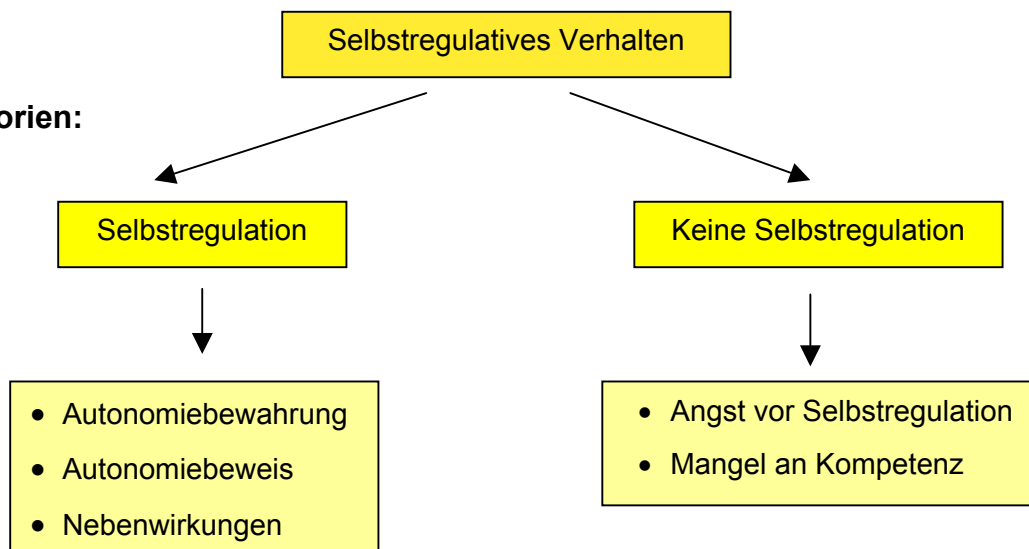 Selbstregulatives Verhalten
orien:
Selbstregulation
Keine Selbstregulation
• Autonomiebewahrung
• Autonomiebeweis
• Nebenwirkungen
• Angst vor Selbstregulation
• Mangel an Kompetenz